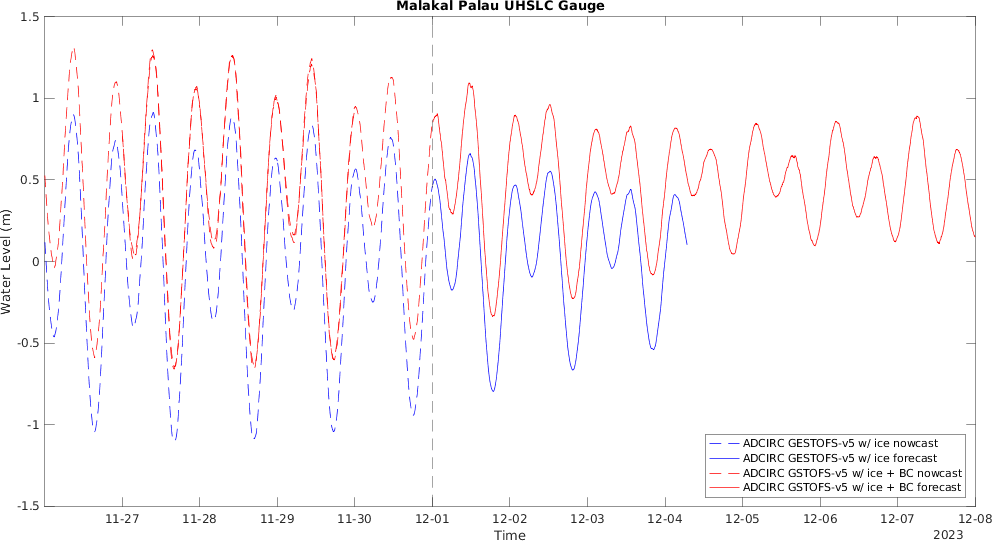 Malakal Palau UHSLC Gauge
1.5
1
0.5
0
-0.5
-1
-1.5
Water Level (m)
11-27
11-28
11-29
11-30
12-01
12-02
12-03
12-04
12-05
12-06
12-07
12-08
2023
Time
ADCIRC GESTOFS-v5 w/ ice nowcast
ADCIRC GESTOFS-v5 w/ ice forecast
ADCIRC GSTOFS-v5 w/ ice + BC nowcast
ADCIRC GSTOFS-v5 w/ ice + BC forecast